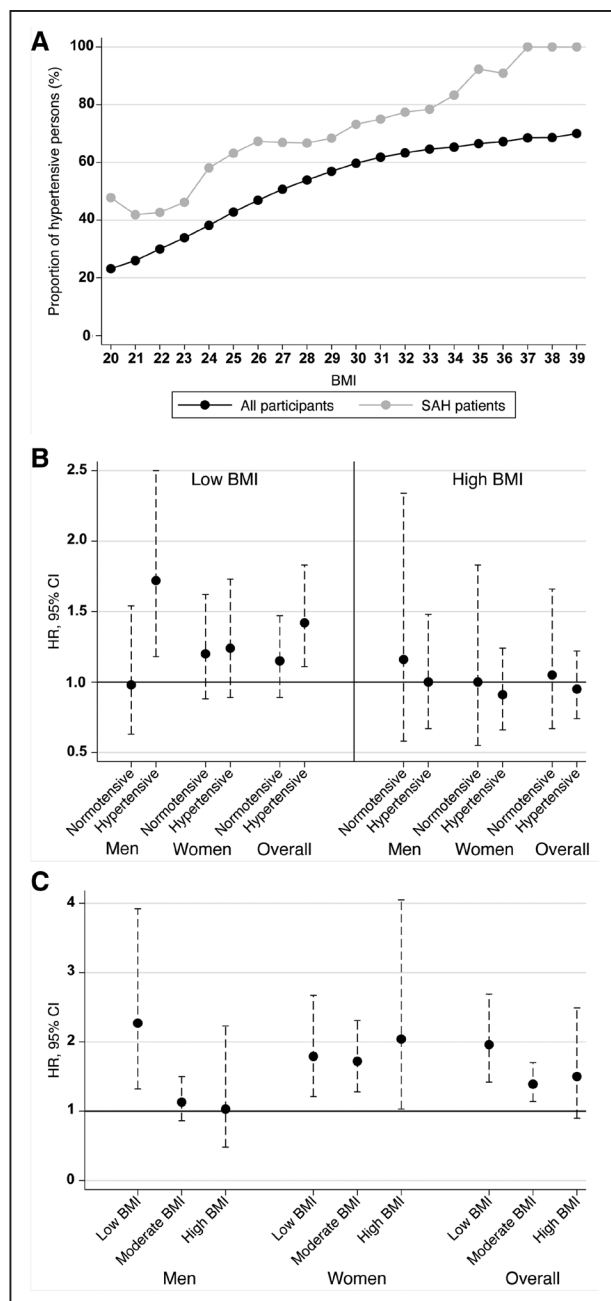 A
Proportion of hypertensive persons (%)
100
80
60
40
20
0
20 21 22 23 24 25 26 27 28 29 30 31 32 33 34 35 36 37 38 39
BMI
All participants SAH patients
B
Low BMI High BMI
HR, 95% CI
2.5
2.0
1.5
1.0
0.5
Normotensive Hypertensive Normotensive Hypertensive Normotensive Hypertensive Normotensive Hypertensive Normotensive Hypertensive Normotensive Hypertensive
Men Women Overall Men Women Overall
C
HR, 95% CI
4
3
2
1
0
Low BMI Moderate BMI High BMI Low BMI Moderate BMI High BMI Low BMI Moderate BMI High BMI
Men Women Overall